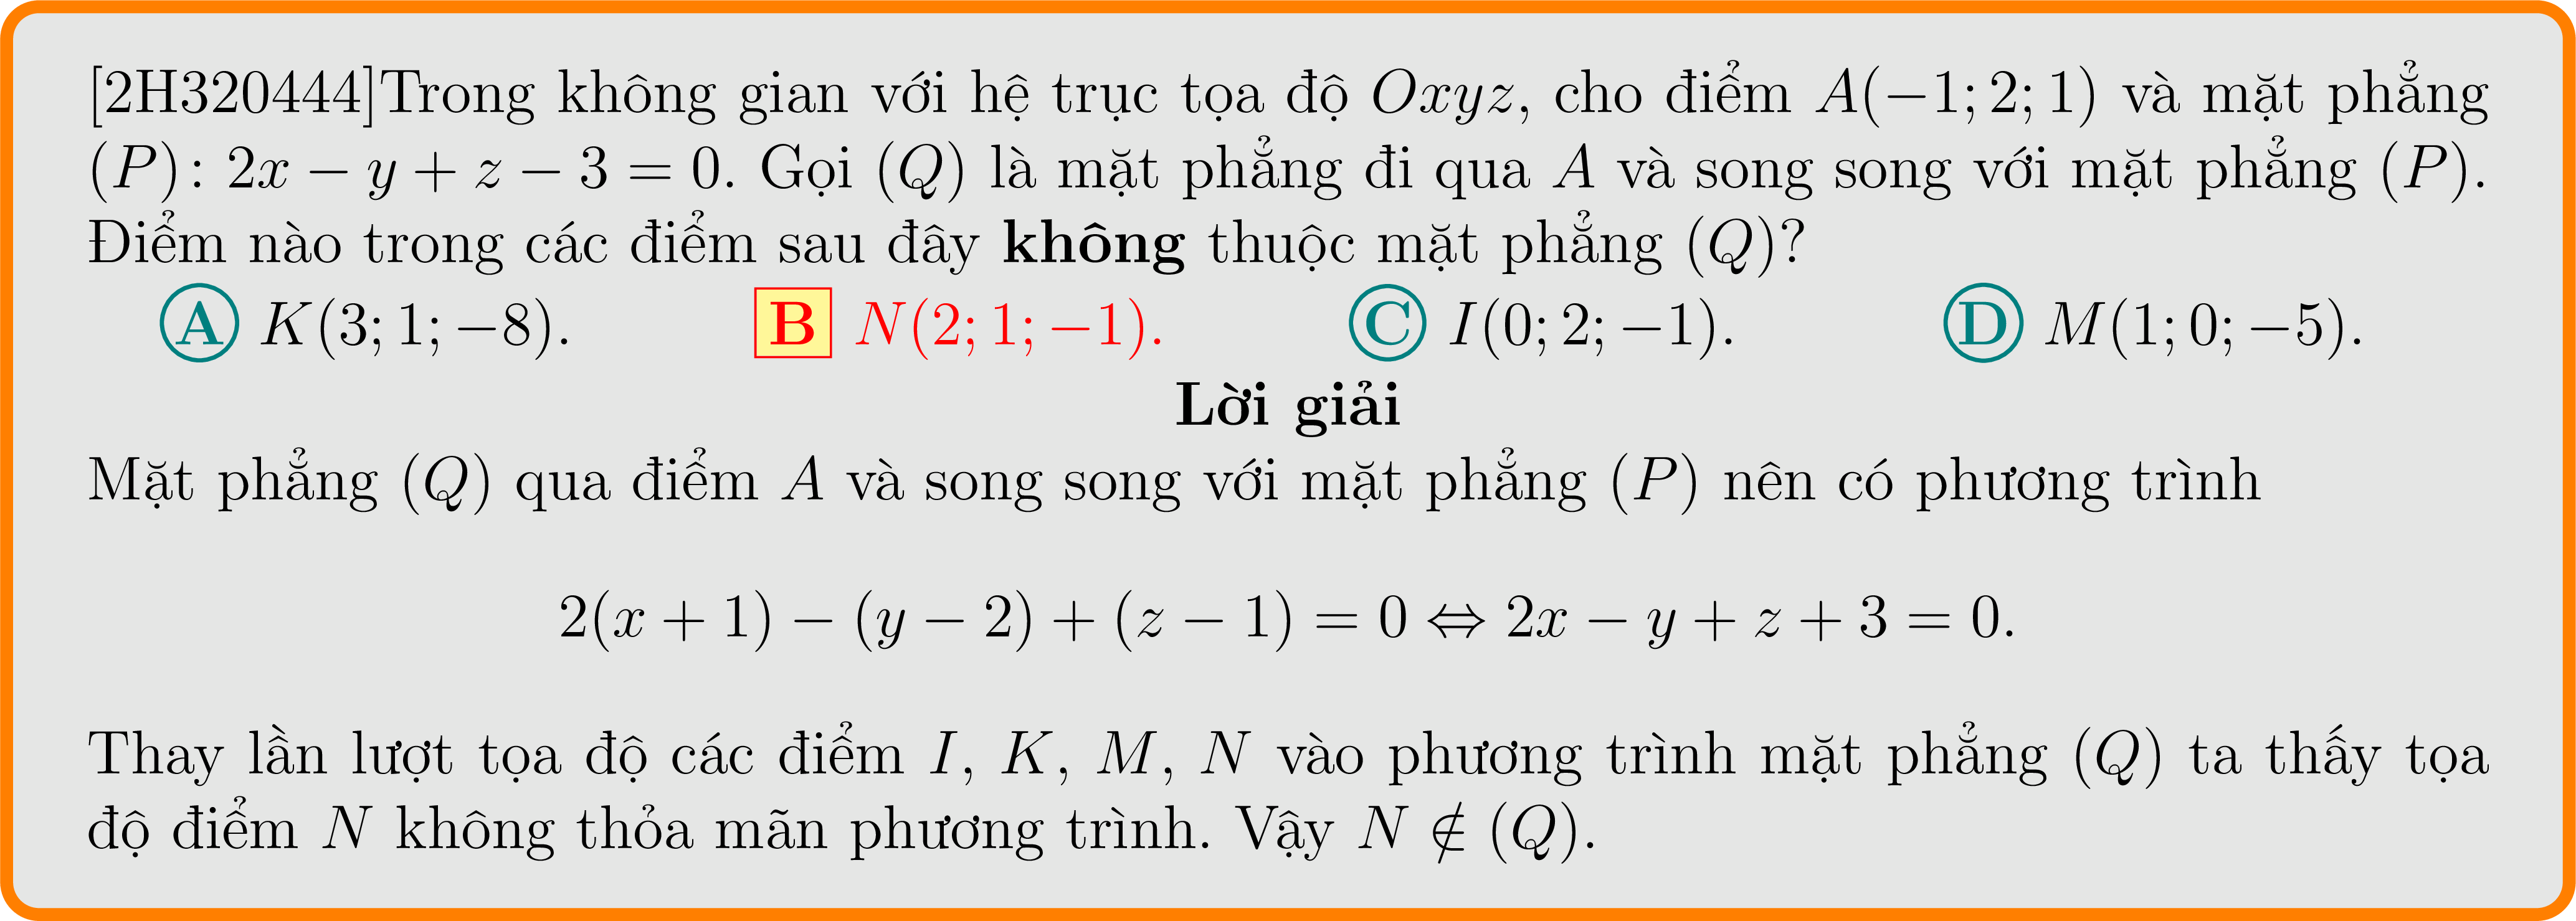 [2H320444]Trong không gian với hệ trục tọa độ Oxyz, cho điểm A(−1; 2; 1) và mặt phẳng
(P): 2x − y + z − 3 = 0. Gọi (Q) là mặt phẳng đi qua A và song song với mặt phẳng (P).
Điểm nào trong các điểm sau đây không thuộc mặt phẳng (Q)?
A K(3; 1; −8). B N(2; 1; −1). C I(0; 2; −1). D M(1; 0; −5).
Lời giải
Mặt phẳng (Q) qua điểm A và song song với mặt phẳng (P) nên có phương trình
2(x + 1) − (y − 2) + (z − 1) = 0 ⇔ 2x − y + z + 3 = 0.
Thay lần lượt tọa độ các điểm I, K, M, N vào phương trình mặt phẳng (Q) ta thấy tọa
độ điểm N không thỏa mãn phương trình. Vậy N ∉ (Q).